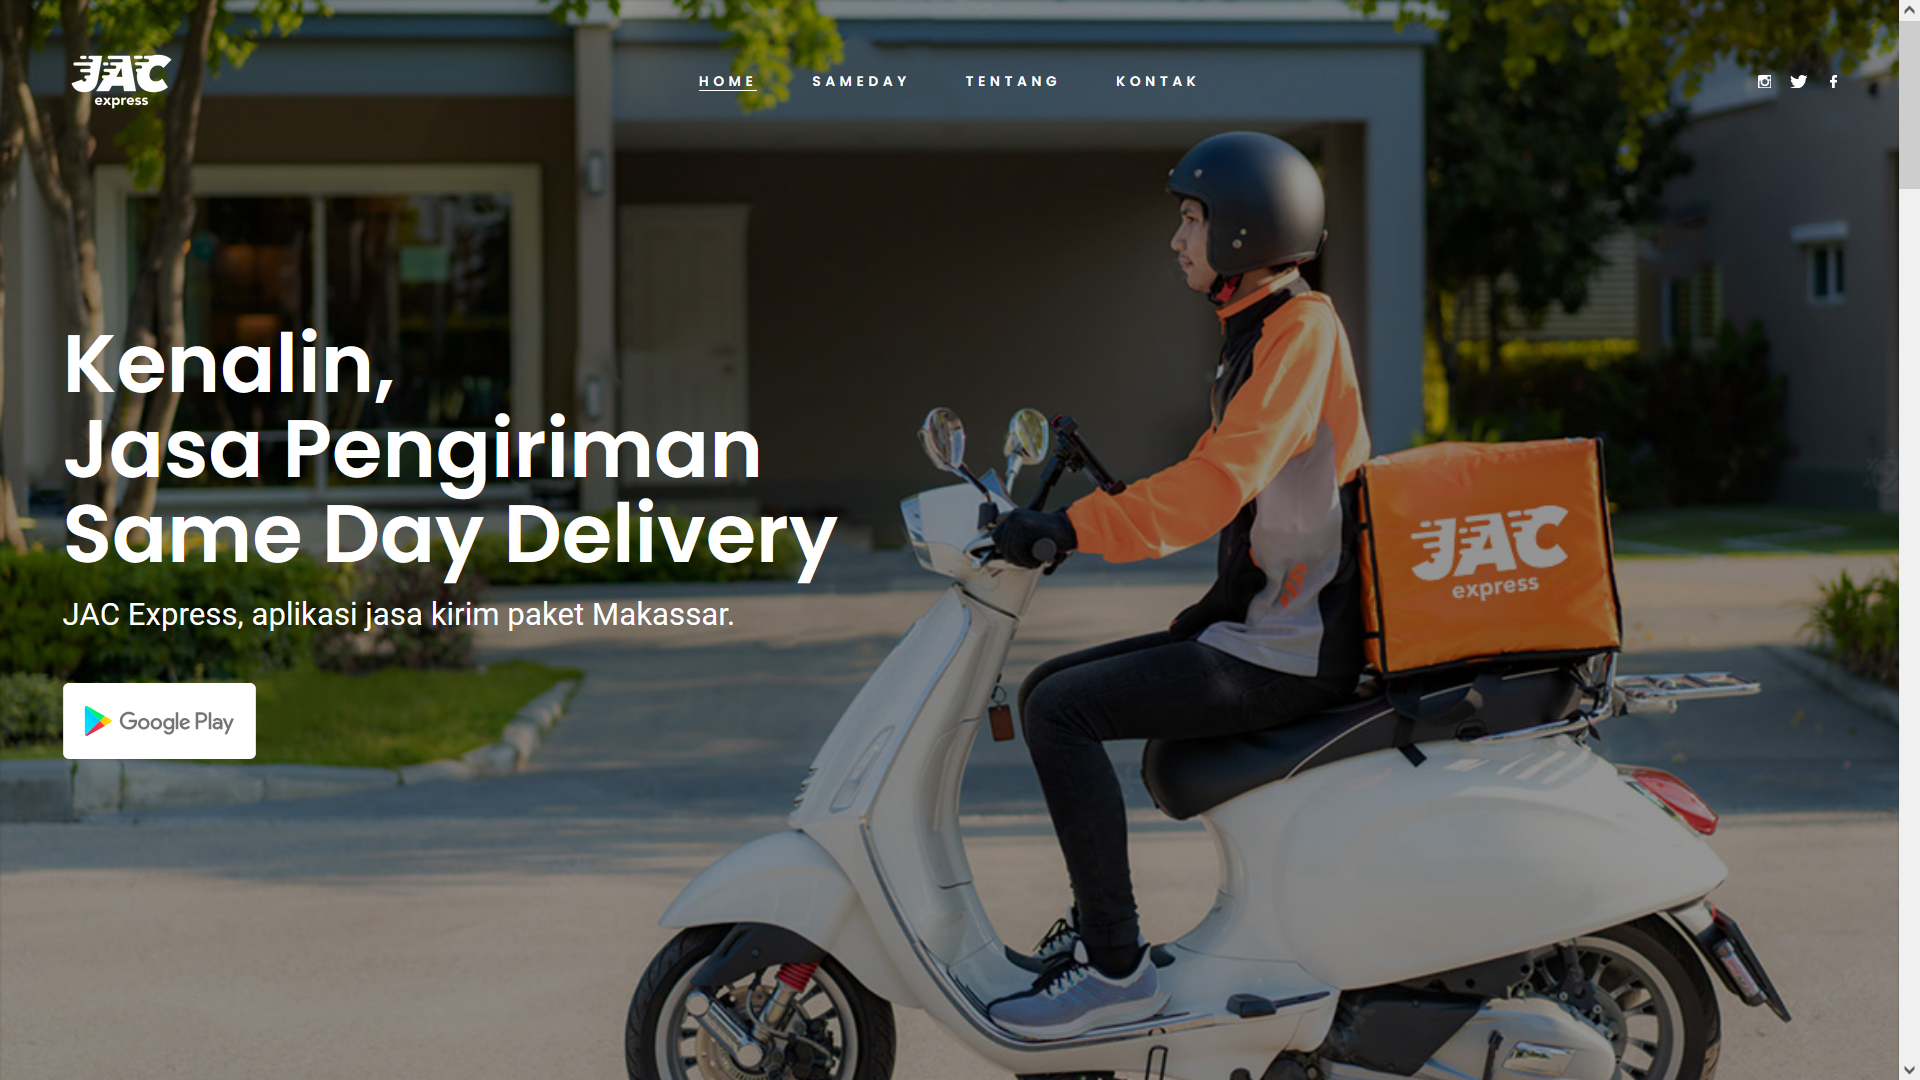 JAC
express
HOME
SAMEDAY
TENTANG
KONTAK
Kenalin,
Jasa Pengiriman
Same Day Delivery
JAC Express, aplikasi jasa kirim paket Makassar.
Google Play
JAC
express